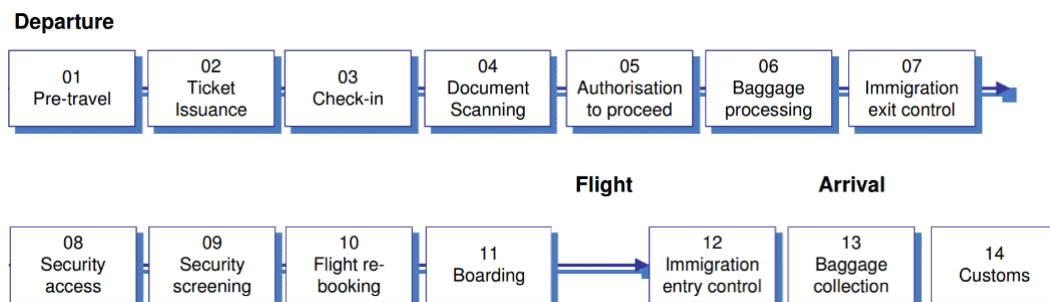 Departure
01
Pre-travel
02
Ticket
Issuance
03
Check-in
04
Document
Scanning
05
Authorisation
to proceed
06
Baggage
processing
07
Immigration
exit control
Flight
Arrival
08
Security
access
09
Security
screening
10
Flight re-
booking
11
Boarding
12
Immigration
entry control
13
Baggage
collection
14
Customs